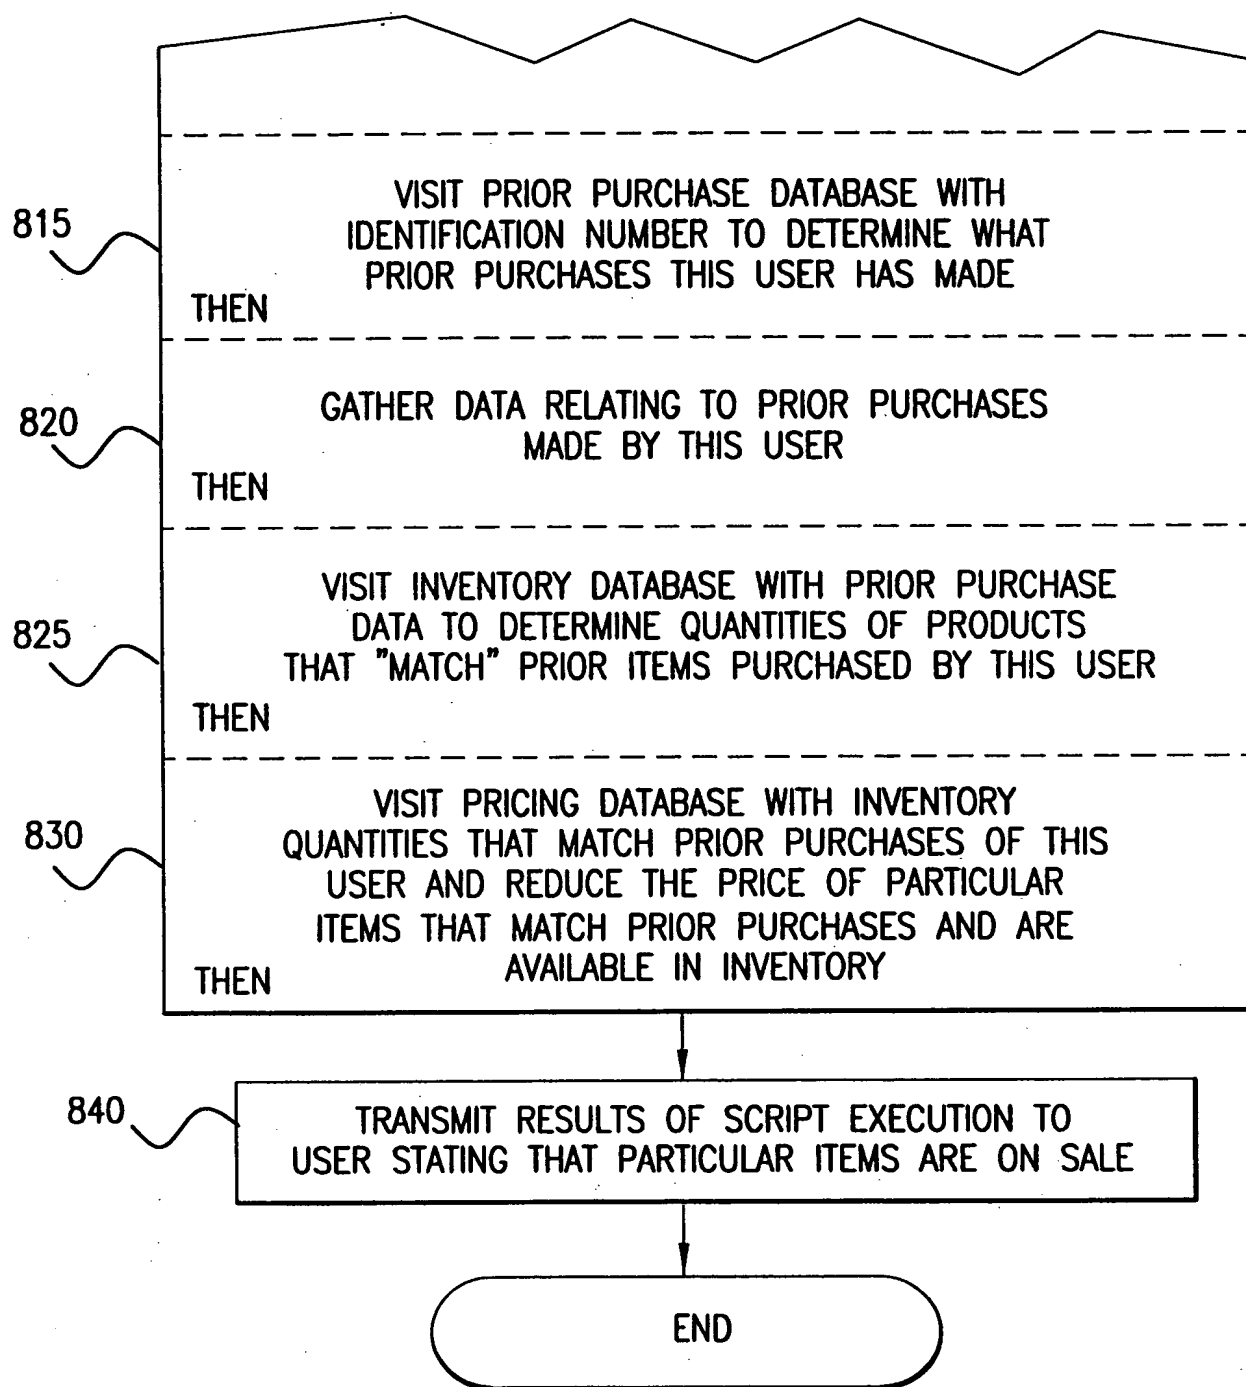 815
VISIT PRIOR PURCHASE DATABASE WITH
IDENTIFICATION NUMBER TO DETERMINE WHAT
PRIOR PURCHASES THIS USER HAS MADE
THEN
820
GATHER DATA RELATING TO PRIOR PURCHASES
MADE BY THIS USER
THEN
825
VISIT INVENTORY DATABASE WITH PRIOR PURCHASE
DATA TO DETERMINE QUANTITIES OF PRODUCTS
THAT "MATCH" PRIOR ITEMS PURCHASED BY THIS USER
THEN
830
VISIT PRICING DATABASE WITH INVENTORY
QUANTITIES THAT MATCH PRIOR PURCHASES OF THIS
USER AND REDUCE THE PRICE OF PARTICULAR
ITEMS THAT MATCH PRIOR PURCHASES AND ARE
AVAILABLE IN INVENTORY
THEN
840
TRANSMIT RESULTS OF SCRIPT EXECUTION TO
USER STATING THAT PARTICULAR ITEMS ARE ON SALE
END